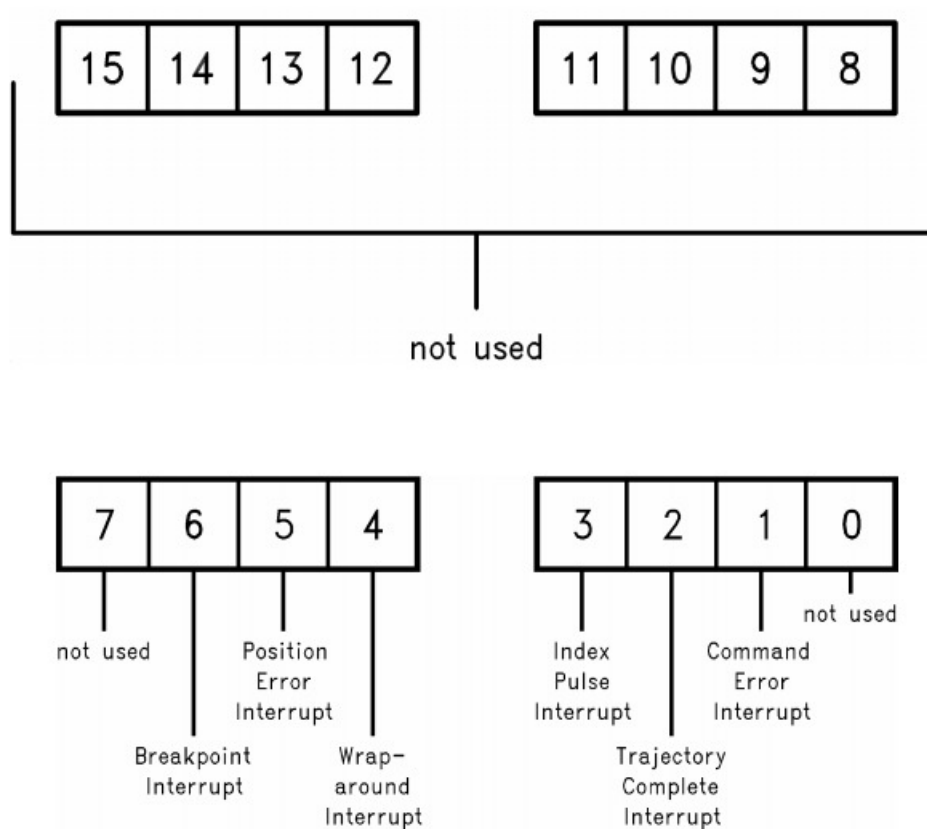 15 14 13 12 11 10 9 8
not used
7 6 5 4 3 2 1 0
not used
Breakpoint
Interrupt
Position
Error
Interrupt
Wrap-
around
Interrupt
Index
Pulse
Interrupt
Trajectory
Complete
Interrupt
Command
Error
Interrupt
not used